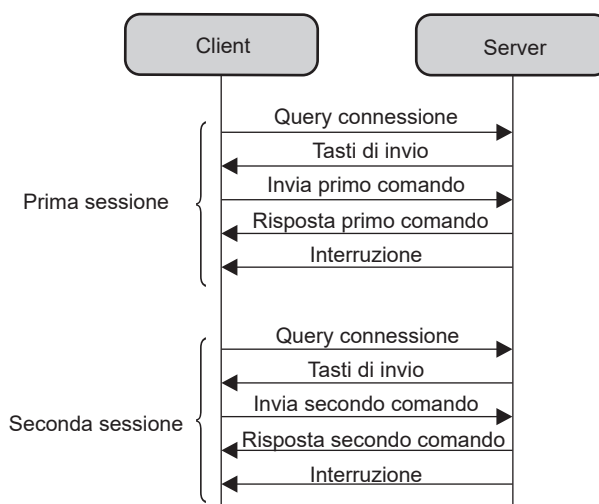 Client
Server
Query connessione
Tasti di invio
Invia primo comando
Prima sessione
Risposta primo comando
Interruzione
Query connessione
Tasti di invio
Invia secondo comando
Seconda sessione
Risposta secondo comando
Interruzione